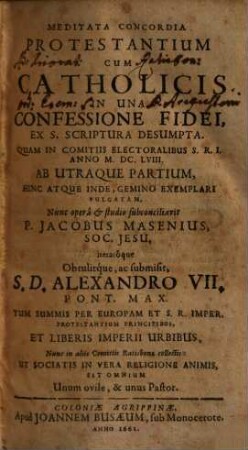 MEDITATA CONCORDIA
PROTESTANTIUM
CUM
CATHOLICIS
IN UNA
CONFESSIONE FIDEI,
EX S. SCRIPTURA DESUMPTA.
QUAM IN COMITIIS ELECTORALIBUS S. R. I.
ANNO M. DC. LVIII.
AB UTRAQUE PARTIUM,
HINC ATQUE INDE, GEMINO EXEMPLARI
VULGATAM,
Nunc operâ & studio subconciliavit
P. JACOBUS MASENIUS,
SOC. JESU,
iterúmque
Obtulitque, ac submisit,
S. D. ALEXANDRO VII.
PONT. MAX.
TUM SUMMIS PER EUROPAM ET S. R. IMPER.
PROTESTANTIUM PRINCIPIBUS,
ET LIBERIS IMPERII URBIBUS,
Nunc in aliis Comitiis Ratisbonæ collectis:
UT SOCIATIS IN VERA RELIGIONE ANIMIS,
SIT OMNIUM
Unum ovile, & unus Pastor.
COLONIÆ AGRIPPINÆ,
Apud JOANNEM BUSÆUM, sub Monocerote.
ANNO 1661.